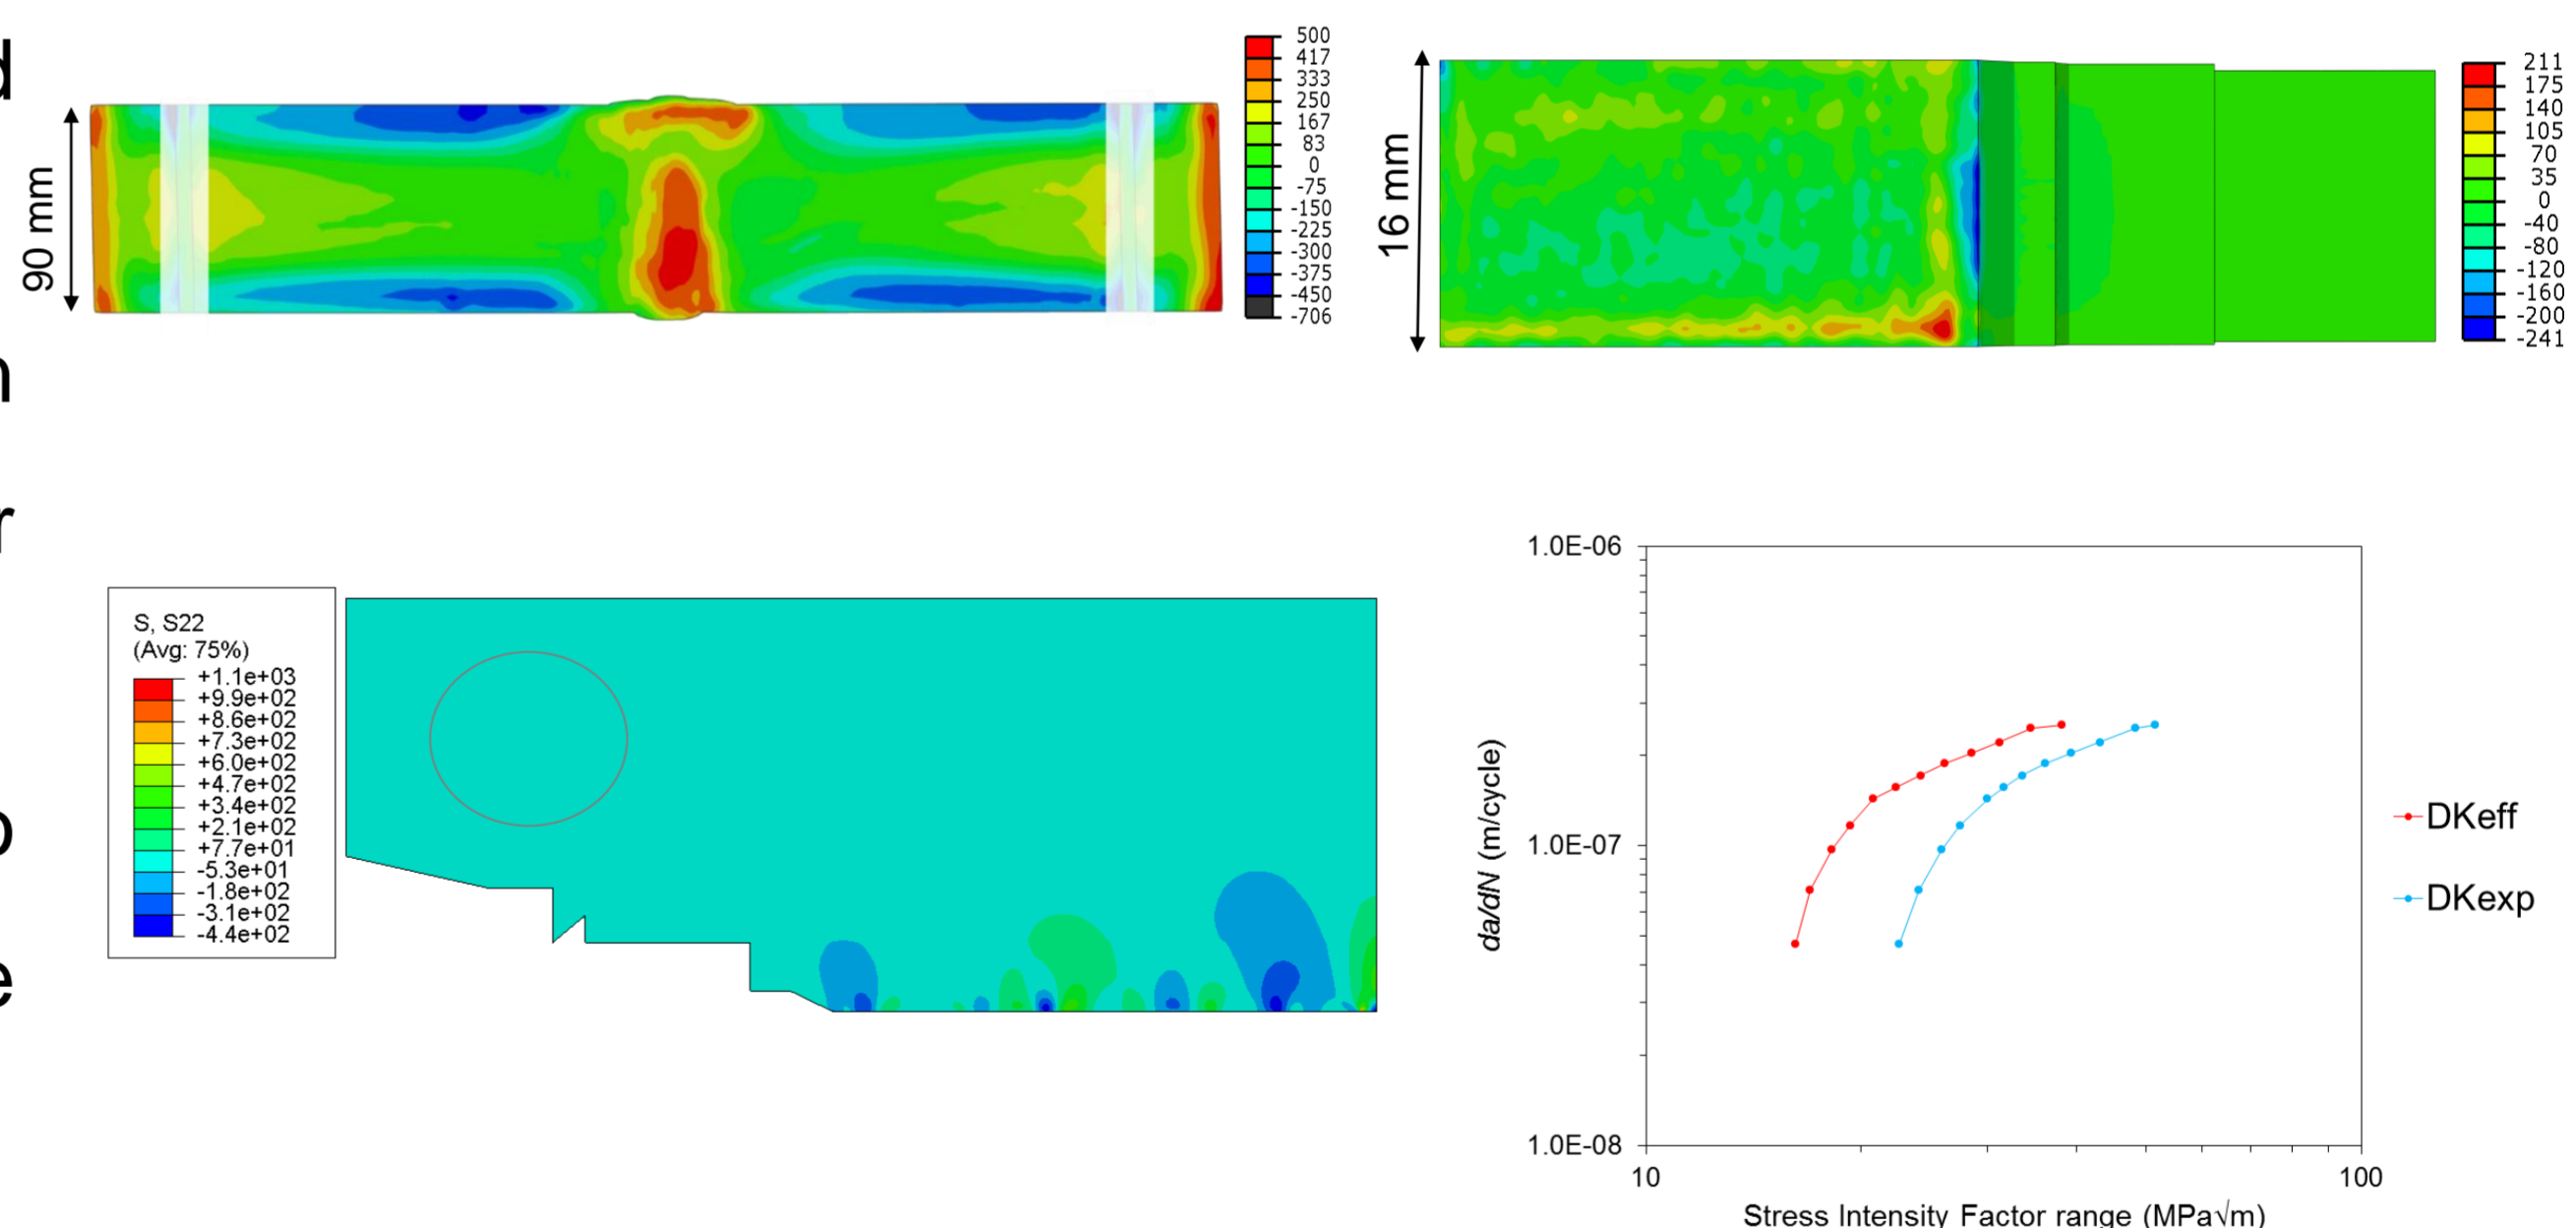 d
90 mm
500
417
333
250
167
83
0
-75
-150
-225
-300
-375
-450
-706
16 mm
211
175
140
105
70
35
0
-40
-80
-120
-160
-200
-241
n
r
S, S22
(Avg: 75%)
+1.1e+03
+9.9e+02
+8.6e+02
+7.3e+02
+6.0e+02
+4.7e+02
+3.4e+02
+2.1e+02
+7.7e+01
-5.3e+01
-1.8e+02
-3.1e+02
-4.4e+02
e
1.0E-06
1.0E-07
1.0E-08
da/dN (m/cycle)
10
100
Stress Intensity Factor range (MPa√m)
DKeff
DKexp